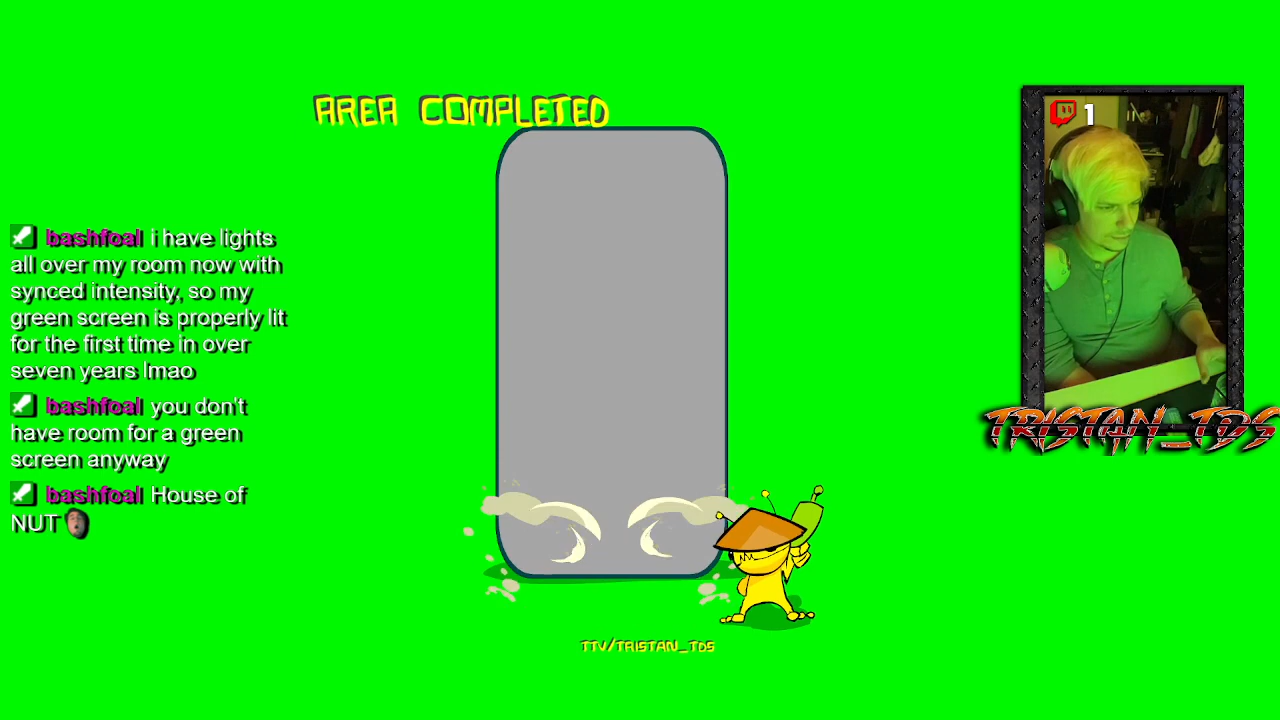 AREA COMPLETED
1
bashfoal i have lights
all over my room now with
synced intensity, so my
green screen is properly lit
for the first time in over
seven years lmao
bashfoal you don't
have room for a green
screen anyway
bashfoal House of
NUT
TRISTAN_TDS
TTV/TRISTAN_TDS